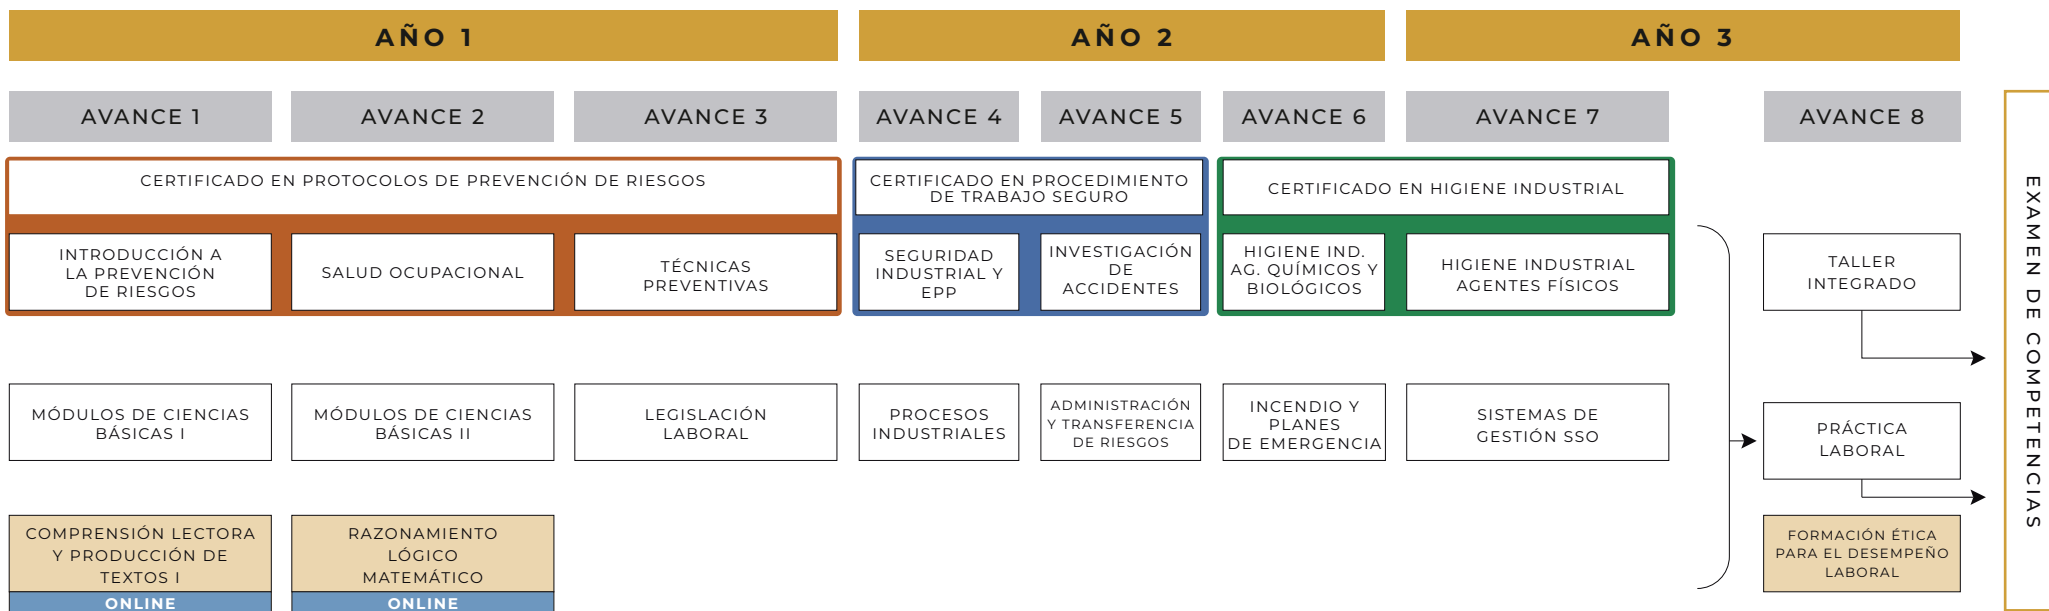 AÑO 1
AÑO 2
AÑO 3
AVANCE 1
AVANCE 2
AVANCE 3
AVANCE 4
AVANCE 5
AVANCE 6
AVANCE 7
AVANCE 8
CERTIFICADO EN PROTOCOLOS DE PREVENCIÓN DE RIESGOS
CERTIFICADO EN PROCEDIMIENTO
DE TRABAJO SEGURO
CERTIFICADO EN HIGIENE INDUSTRIAL
INTRODUCCIÓN A
LA PREVENCIÓN
DE RIESGOS
SALUD OCUPACIONAL
TÉCNICAS
PREVENTIVAS
SEGURIDAD
INDUSTRIAL Y
EPP
INVESTIGACIÓN
DE
ACCIDENTES
HIGIENE IND.
AG. QUÍMICOS Y
BIOLÓGICOS
HIGIENE INDUSTRIAL
AGENTES FÍSICOS
TALLER
INTEGRADO
MÓDULOS DE CIENCIAS
BÁSICAS I
MÓDULOS DE CIENCIAS
BÁSICAS II
LEGISLACIÓN
LABORAL
PROCESOS
INDUSTRIALES
ADMINISTRACIÓN
Y TRANSFERENCIA
DE RIESGOS
INCENDIO Y
PLANES
DE EMERGENCIA
SISTEMAS DE
GESTIÓN SSO
PRÁCTICA
LABORAL
COMPRENSIÓN LECTORA
Y PRODUCCIÓN DE
TEXTOS I
ONLINE
RAZONAMIENTO
LÓGICO
MATEMÁTICO
ONLINE
FORMACIÓN ÉTICA
PARA EL DESEMPEÑO
LABORAL
EXAMEN DE COMPETENCIAS